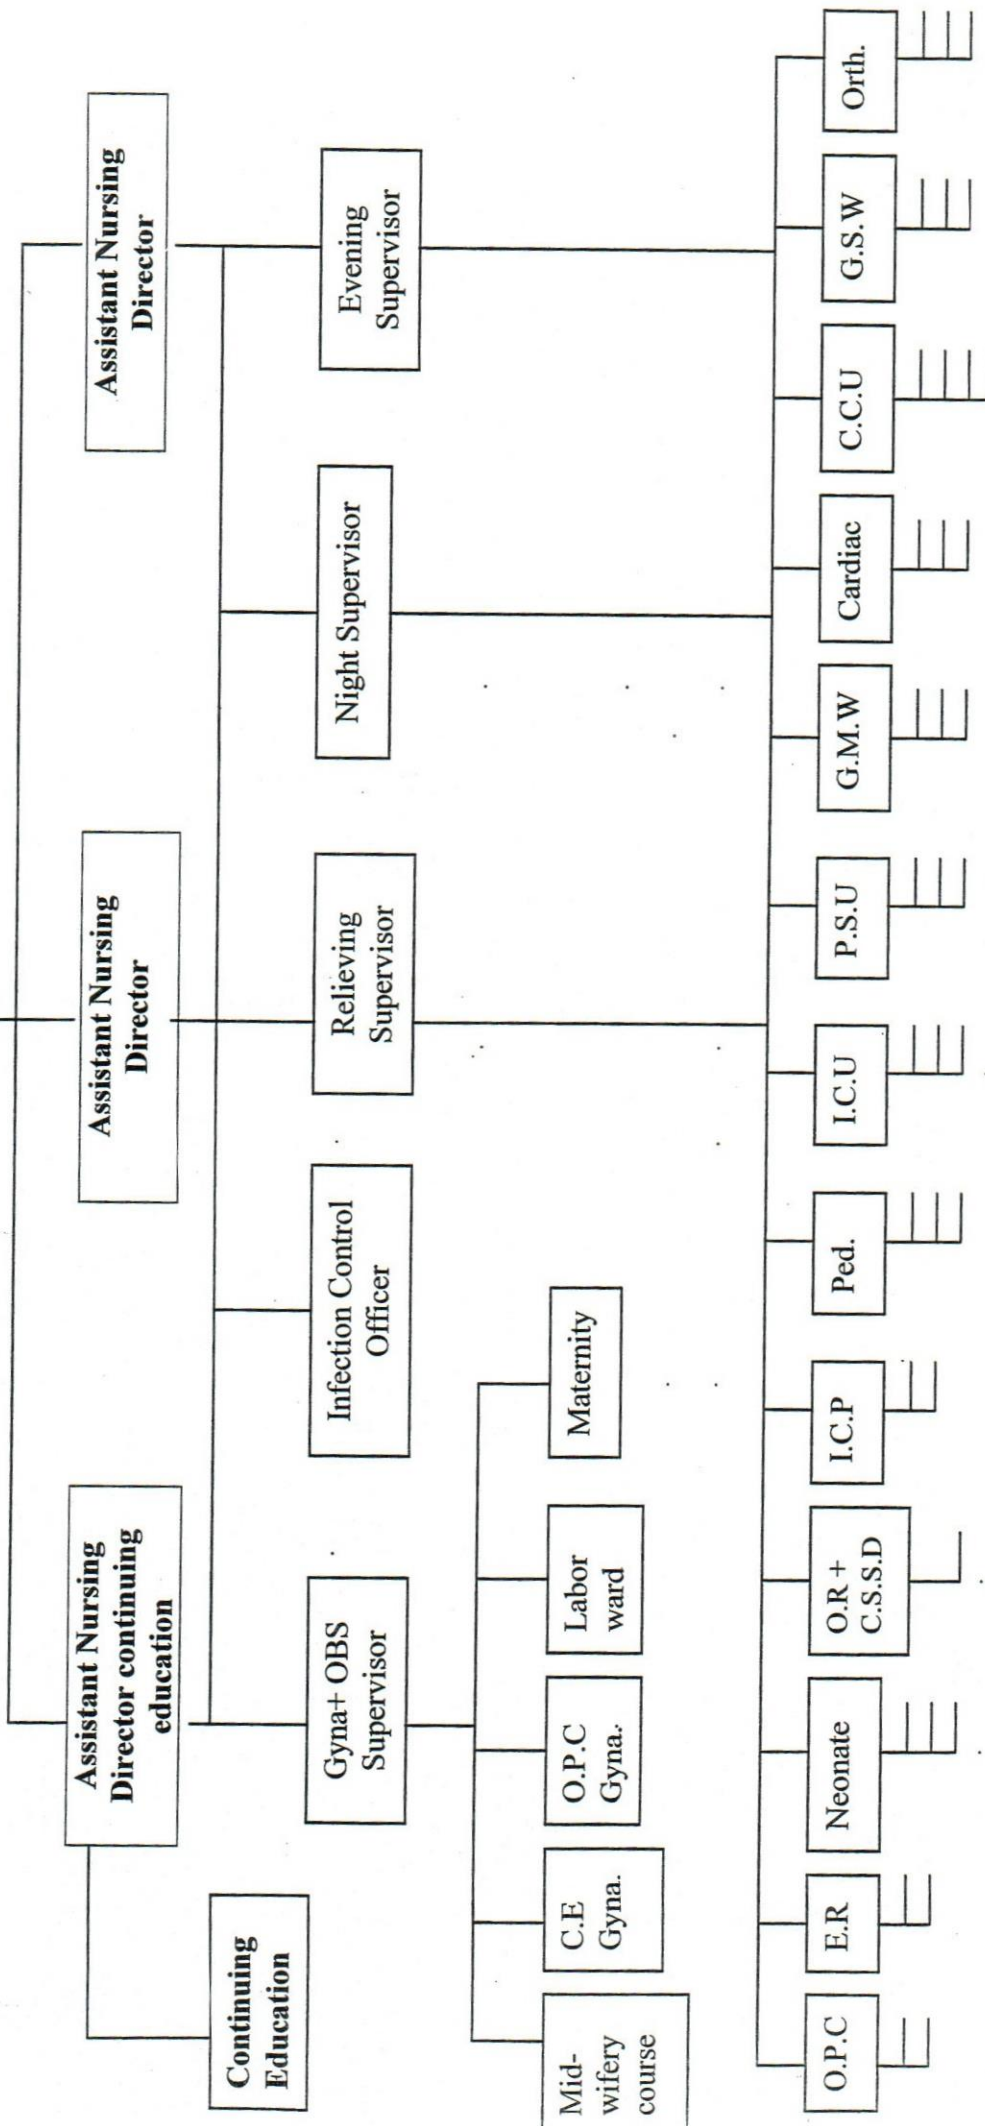 Assistant Nursing
Director continuing
education
Assistant Nursing
Director
Assistant Nursing
Director
Continuing
Education
Gyna+ OBS
Supervisor
Infection Control
Officer
Relieving
Supervisor
Night Supervisor
Evening
Supervisor
Mid-
wifery
course
C.E
Gyna.
O.P.C
Gyna.
Labor
ward
Maternity
O.P.C
E.R
Neonate
O.R +
C.S.S.D
I.C.P
Ped.
I.C.U
P.S.U
G.M.W
Cardiac
C.C.U
G.S.W
Orth.